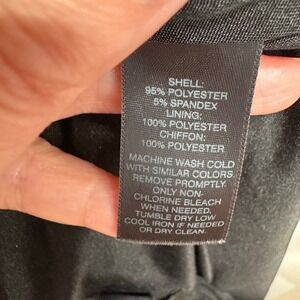 SHELL:
95% POLYESTER
5% SPANDEX
LINING:
100% POLYESTER
CHIFFON:
100% POLYESTER
MACHINE WASH COLD
WITH SIMILAR COLORS.
REMOVE PROMPTLY.
ONLY NON-
CHLORINE BLEACH
WHEN NEEDED.
TUMBLE DRY LOW.
COOL IRON IF NEEDED
OR DRY CLEAN.